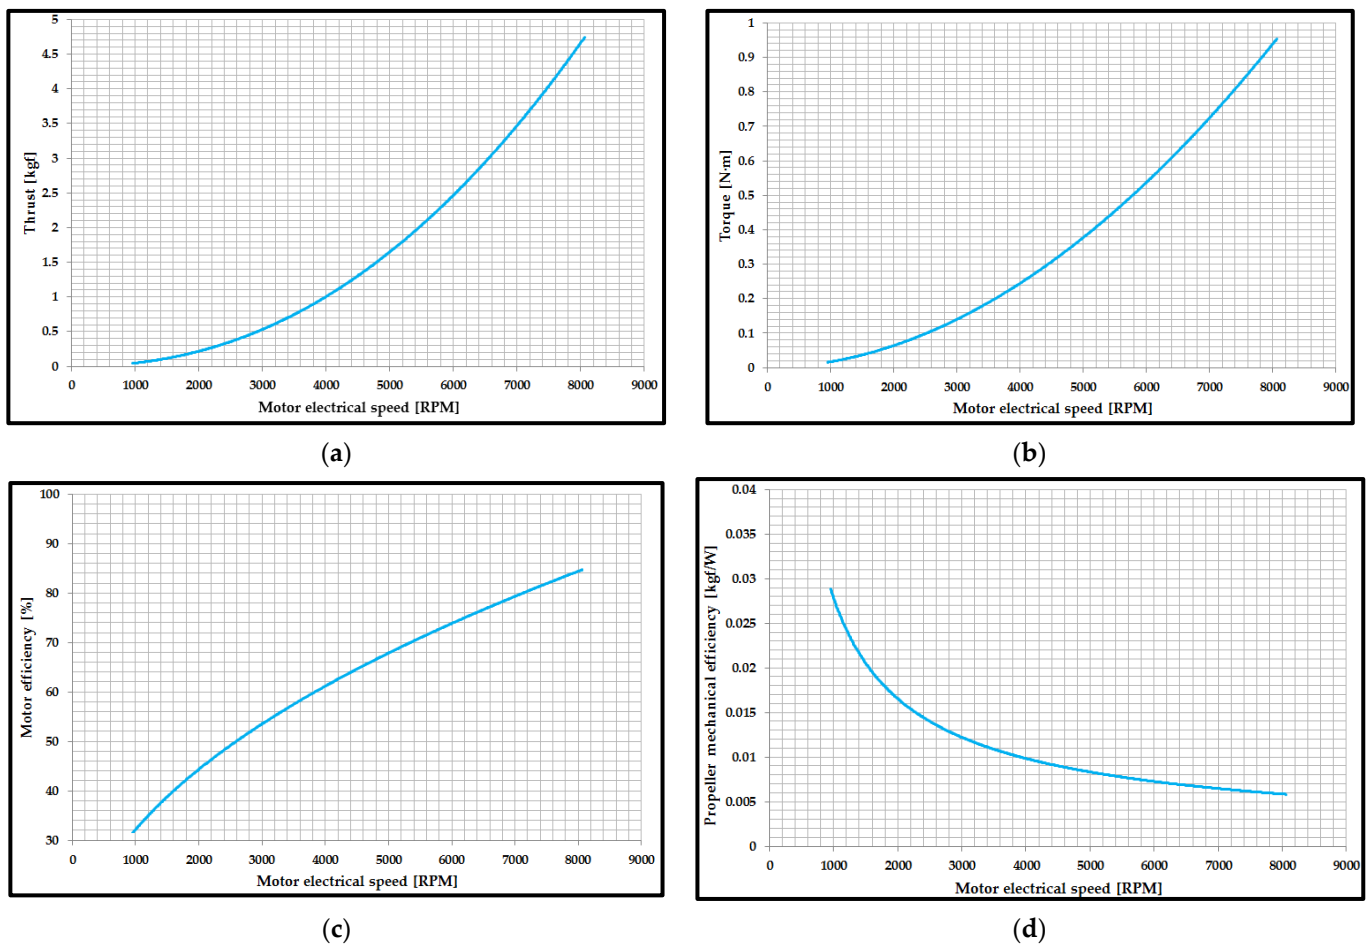 5
4.5
4
3.5
3
2.5
2
1.5
1
0.5
0
Thrust [kgf]
0 1000 2000 3000 4000 5000 6000 7000 8000 9000
Motor electrical speed [RPM]
(a)
1
0.9
0.8
0.7
0.6
0.5
0.4
0.3
0.2
0.1
0
Torque [N·m]
0 1000 2000 3000 4000 5000 6000 7000 8000 9000
Motor electrical speed [RPM]
(b)
100
90
80
70
60
50
40
30
Motor efficiency [%]
0 1000 2000 3000 4000 5000 6000 7000 8000 9000
Motor electrical speed [RPM]
(c)
0.04
0.035
0.03
0.025
0.02
0.015
0.01
0.005
0
Propeller mechanical efficiency [kgf/W]
0 1000 2000 3000 4000 5000 6000 7000 8000 9000
Motor electrical speed [RPM]
(d)